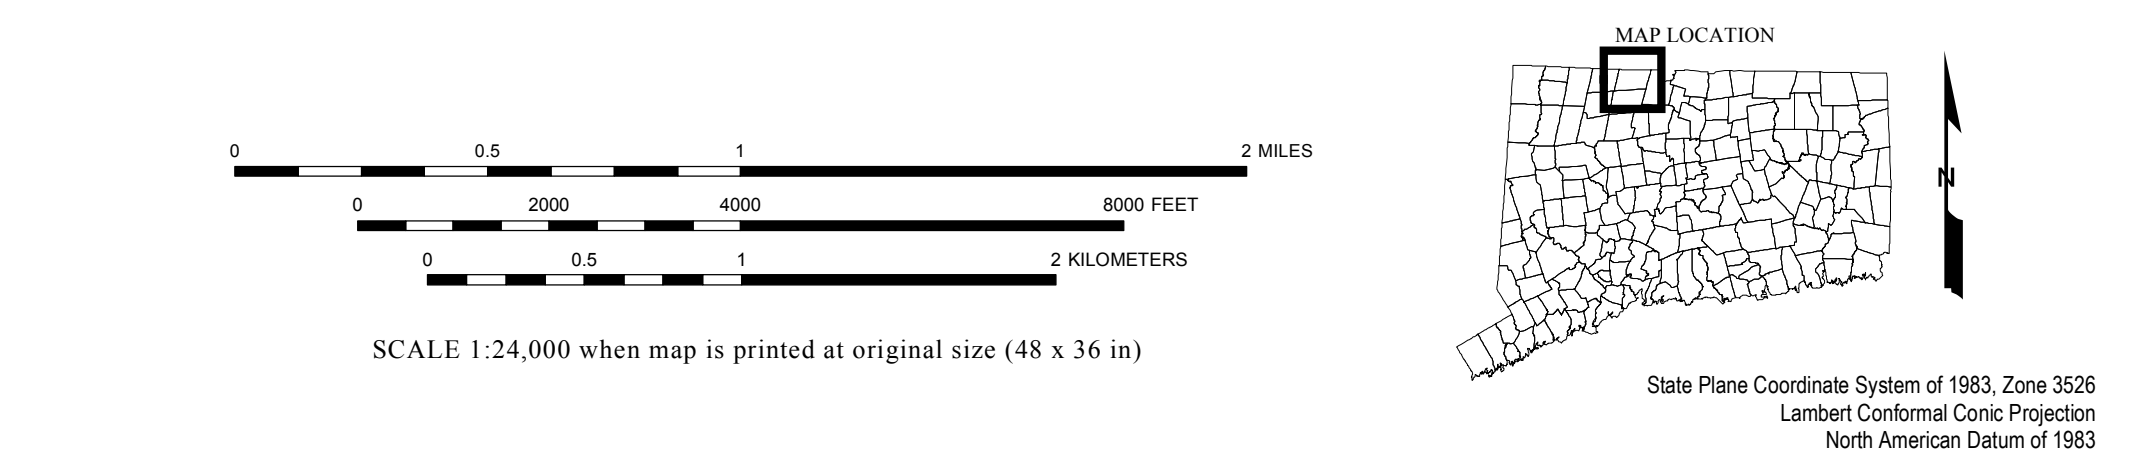 0 0.5 1 2 MILES
0 2000 4000 8000 FEET
0 0.5 1 2 KILOMETERS
SCALE 1:24,000 when map is printed at original size (48 x 36 in)
MAP LOCATION
N
State Plane Coordinate System of 1983, Zone 3526
Lambert Conformal Conic Projection
North American Datum of 1983